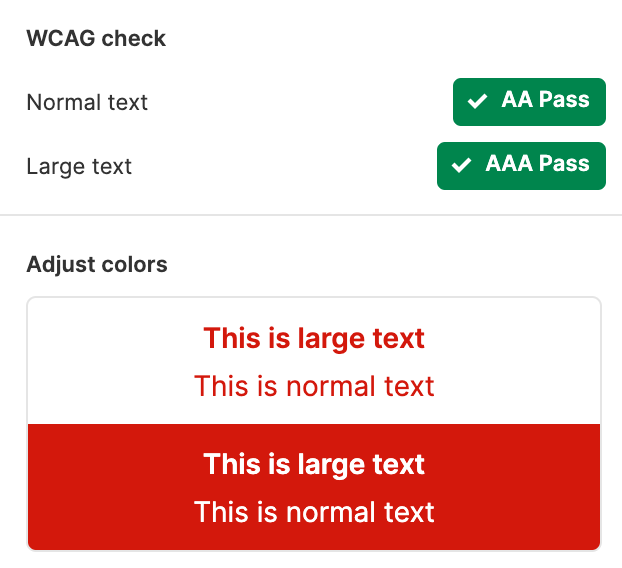 WCAG check
Normal text AA Pass
Large text AAA Pass
Adjust colors
This is large text
This is normal text
This is large text
This is normal text